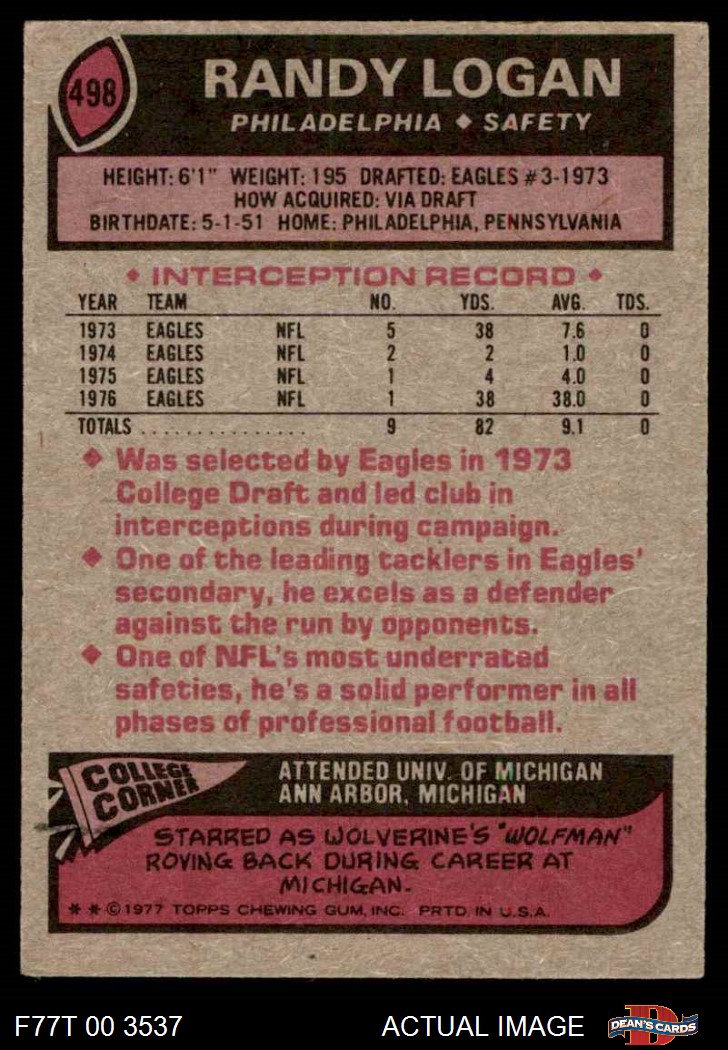 498
RANDY LOGAN
PHILADELPHIA ◆ SAFETY
HEIGHT: 6'1" WEIGHT: 195 DRAFTED: EAGLES #3-1973
HOW ACQUIRED: VIA DRAFT
BIRTHDATE: 5-1-51 HOME: PHILADELPHIA, PENNSYLVANIA
◆ INTERCEPTION RECORD ◆
YEAR TEAM NO. YDS. AVG. TDS.
1973 EAGLES NFL 5 38 7.6 0
1974 EAGLES NFL 2 2 1.0 0
1975 EAGLES NFL 1 4 4.0 0
1976 EAGLES NFL 1 38 38.0 0
TOTALS . . . . . . . . . . . . . . . 9 82 9.1 0
◆ Was selected by Eagles in 1973
College Draft and led club in
interceptions during campaign.
◆ One of the leading tacklers in Eagles'
secondary, he excels as a defender
against the run by opponents.
◆ One of NFL's most underrated
safeties, he's a solid performer in all
phases of professional football.
COLLEGE
CORNER
ATTENDED UNIV. OF MICHIGAN
ANN ARBOR, MICHIGAN
STARRED AS WOLVERINE'S "WOLFMAN"
ROVING BACK DURING CAREER AT
MICHIGAN.
* * © 1977 TOPPS CHEWING GUM, INC. PRTD. IN U.S.A.
F77T 00 3537
ACTUAL IMAGE
D
DEAN'S CARDS